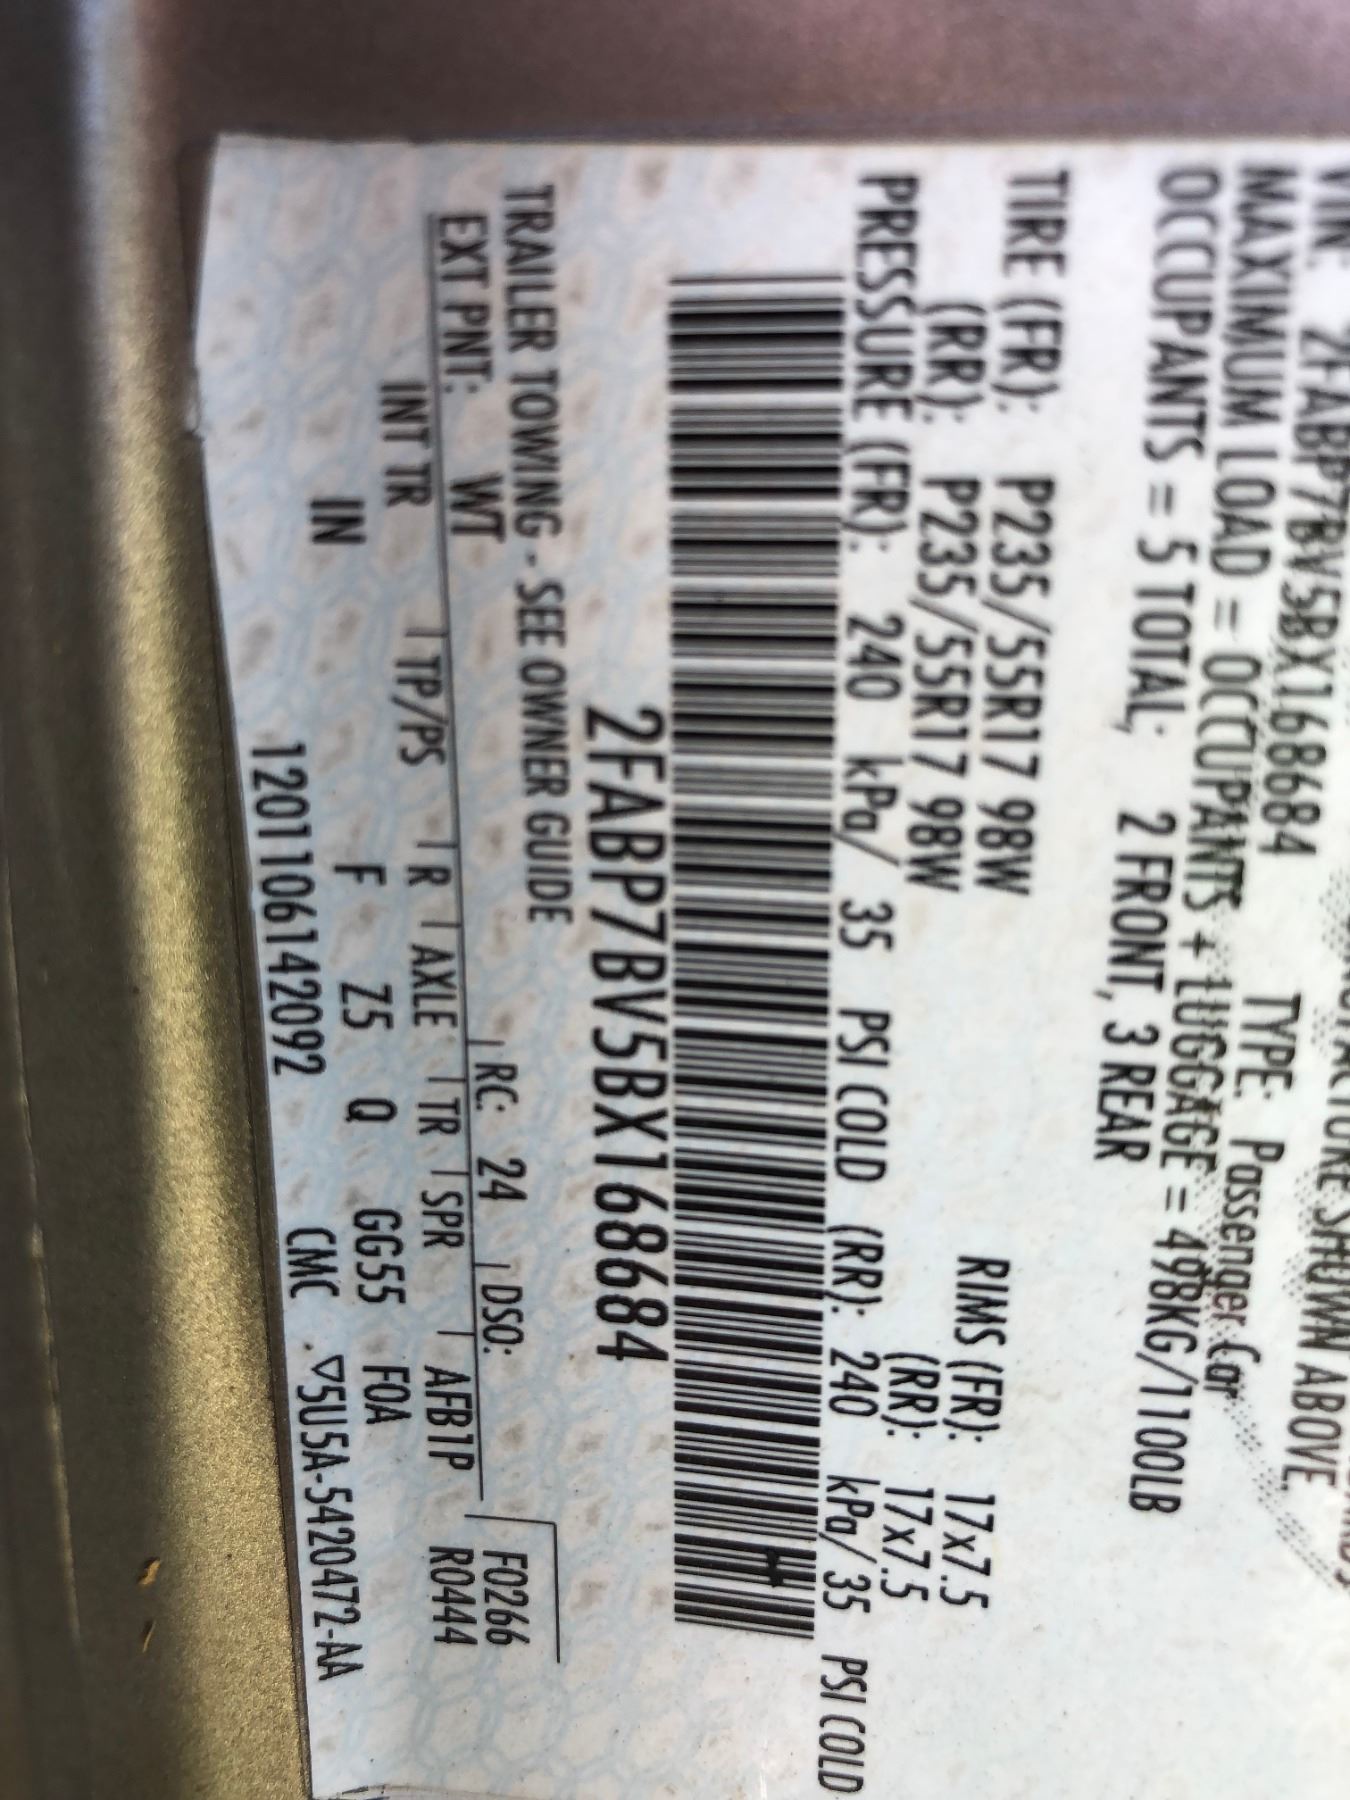 VIN: 2FABP7BV5BX168684 TYPE: Passenger Car
MAXIMUM LOAD = OCCUPANTS + LUGGAGE = 498KG/1100LB
OCCUPANTS = 5 TOTAL; 2 FRONT, 3 REAR
TIRE (FR): P235/55R17 98W RIMS (FR): 17x7.5
(RR): P235/55R17 98W (RR): 17x7.5
PRESSURE (FR): 240 kPa/ 35 PSI COLD (RR): 240 kPa/ 35 PSI COLD
2FABP7BV5BX168684
TRAILER TOWING - SEE OWNER GUIDE
EXT PNT: WT RC: 24 DSO: F0266
INT TR TP/PS R AXLE TR SPR AFB1P R0444
IN F Z5 Q GG55 FOA
1201106142092 CMC . ▽5U5A-5420472-AA